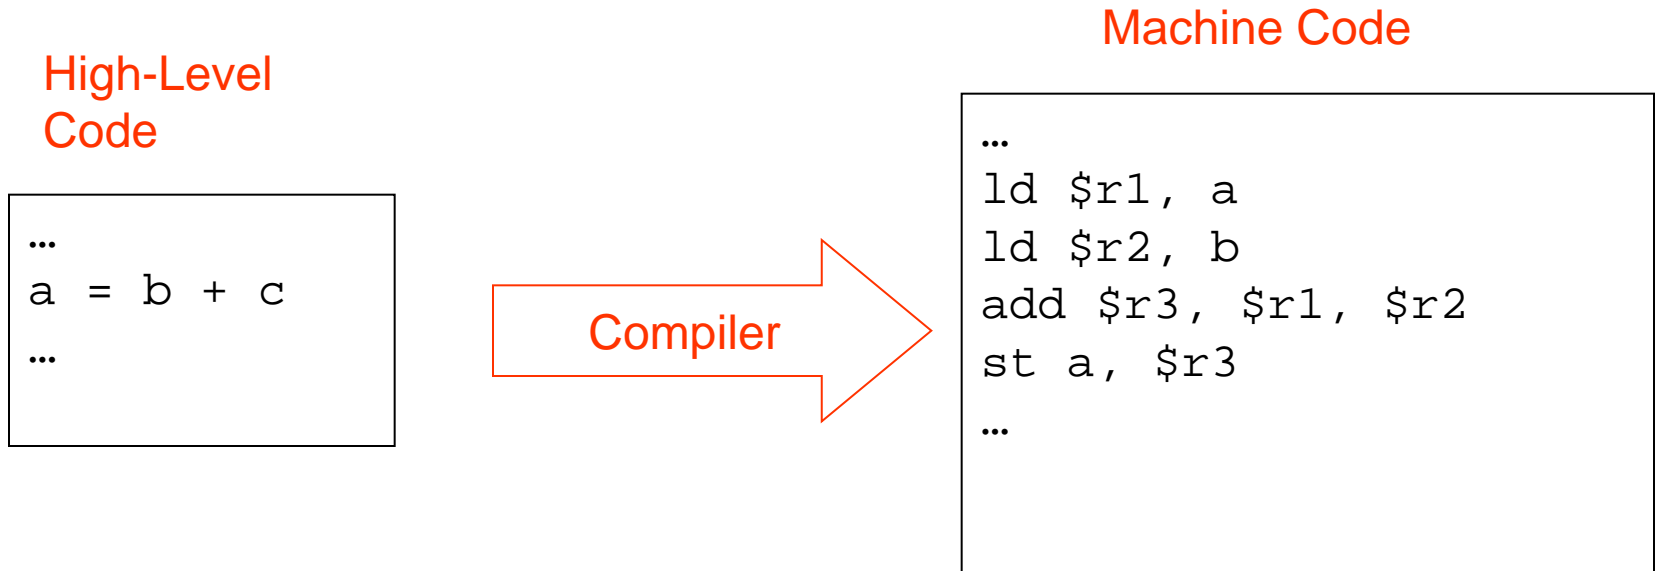 High-Level
Code
…
a = b + c
…
Compiler
Machine Code
…
ld $r1, a
ld $r2, b
add $r3, $r1, $r2
st a, $r3
…